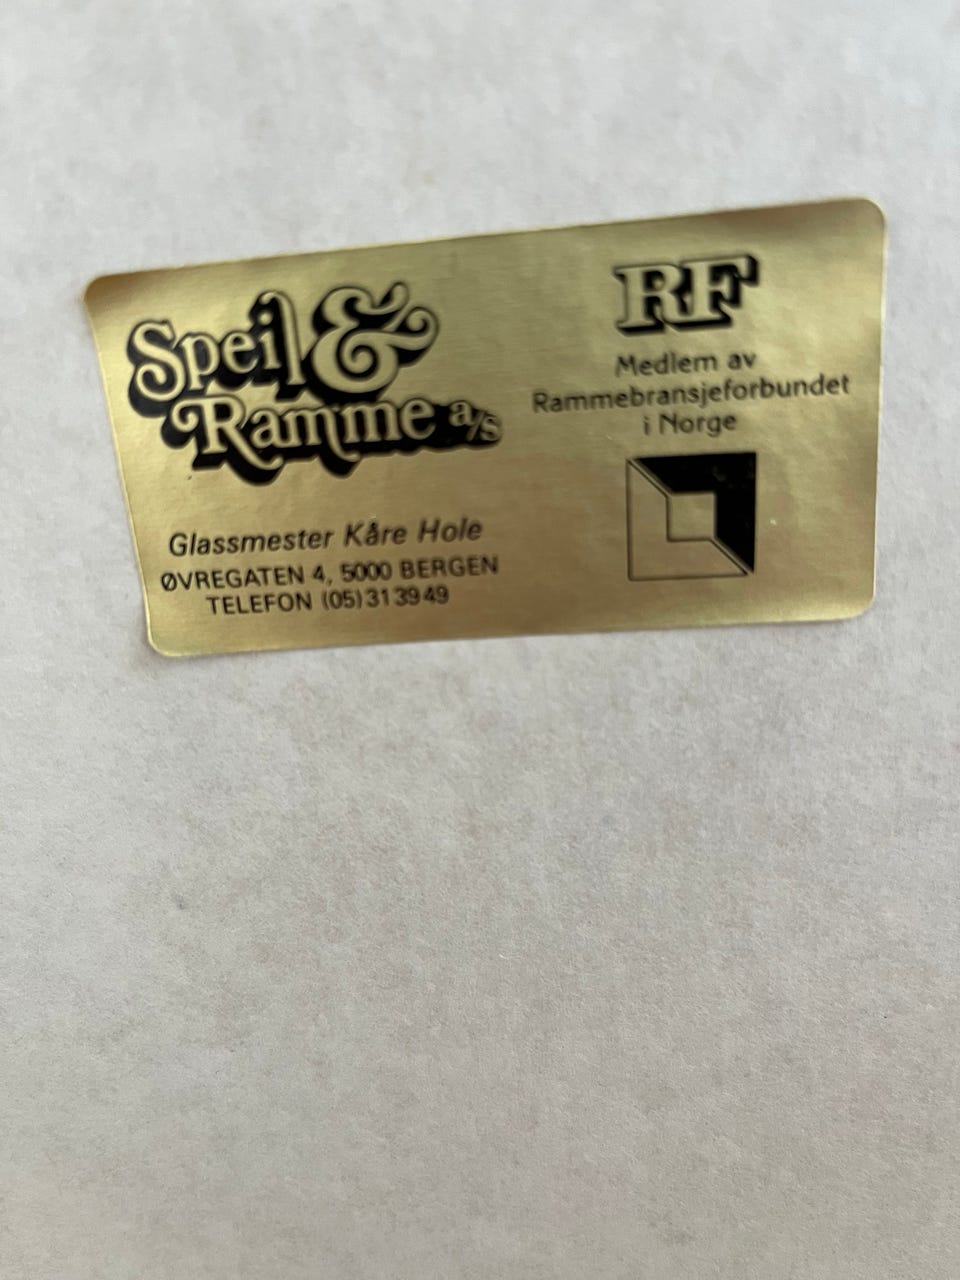 Speil &
Ramme a/s
Glassmester Kåre Hole
ØVREGATEN 4, 5000 BERGEN
TELEFON (05) 31 39 49
RF
Medlem av
Rammebransjeforbundet
i Norge